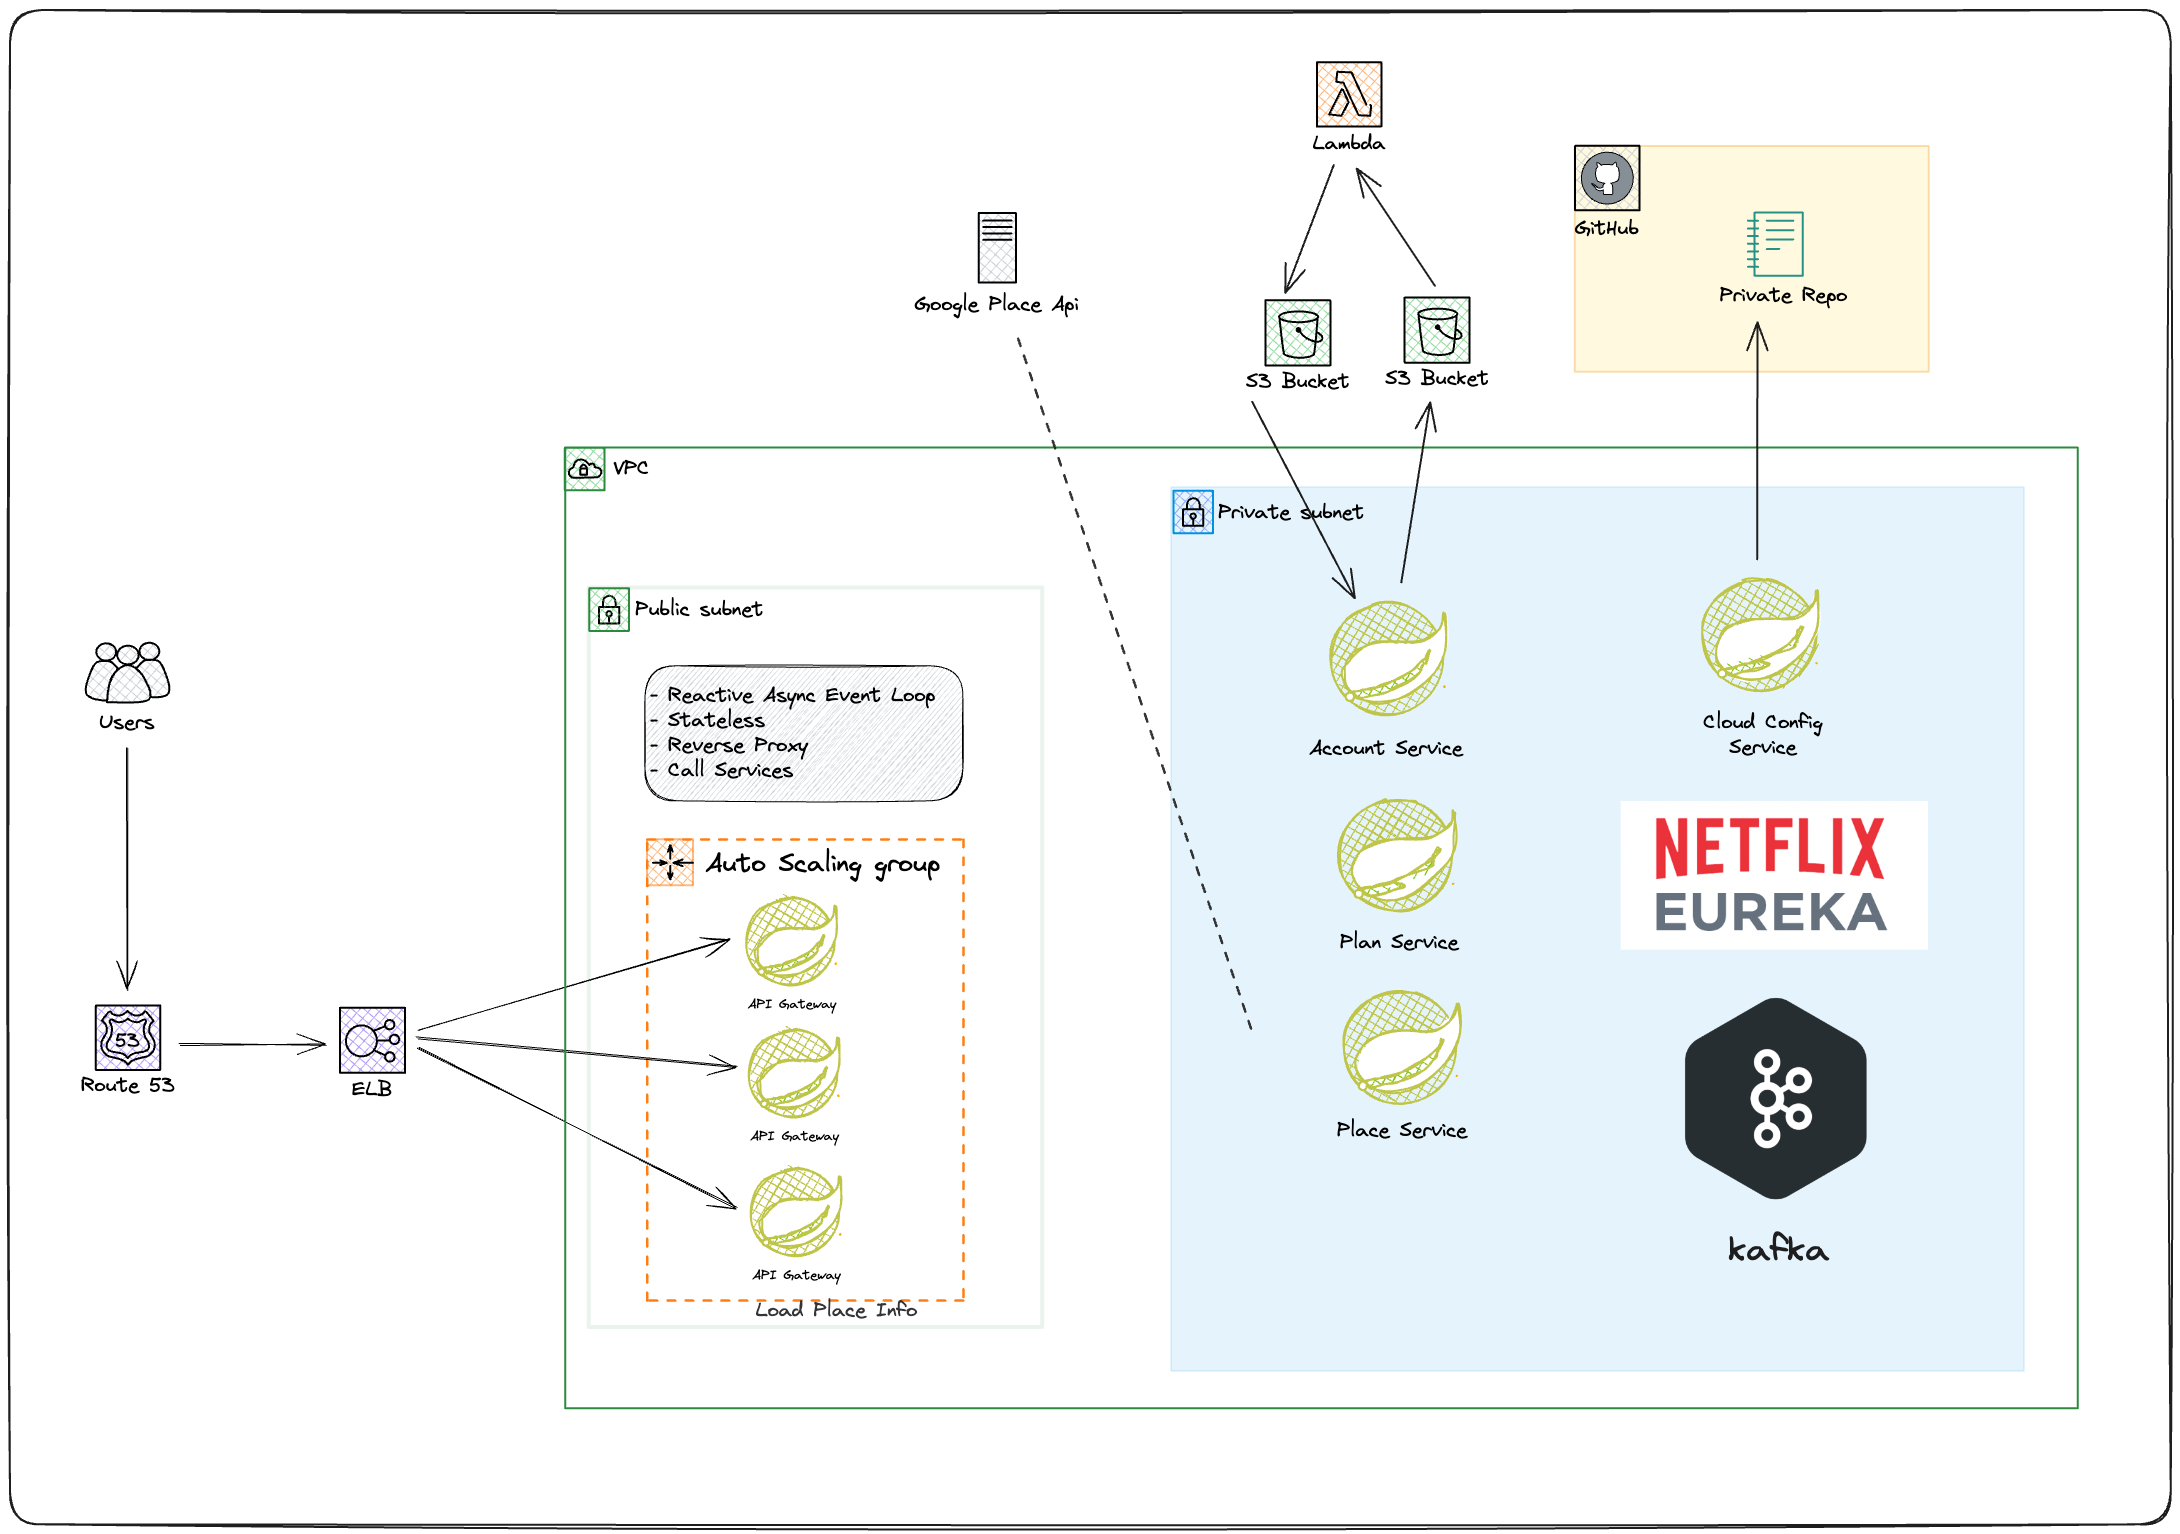 Lambda
GitHub
Private Repo
Google Place Api
S3 Bucket
S3 Bucket
VPC
Private subnet
Public subnet
- Reactive Async Event Loop
- Stateless
- Reverse Proxy
- Call Services
Users
Account Service
Cloud Config
Service
Auto Scaling group
NETFLIX
EUREKA
Plan Service
API Gateway
53
Route 53
ELB
API Gateway
Place Service
API Gateway
kafka
Load Place Info